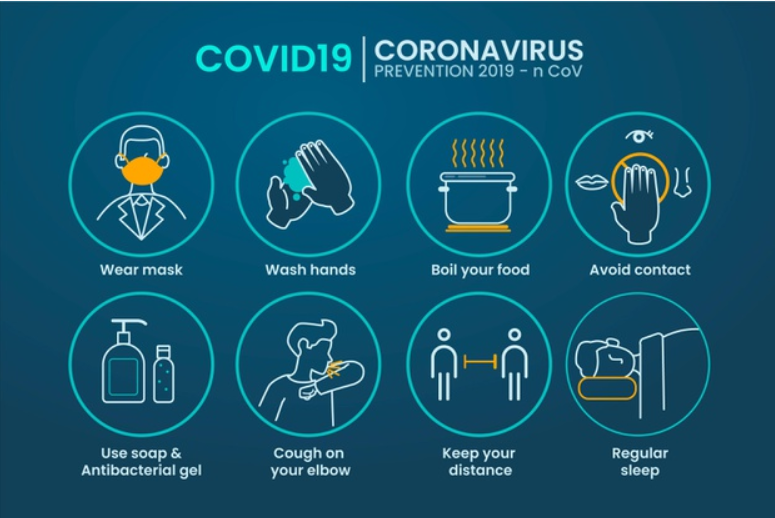 COVID19
CORONAVIRUS
PREVENTION 2019 - n CoV
Wear mask
Wash hands
Boil your food
Avoid contact
Use soap &
Antibacterial gel
Cough on
your elbow
Keep your
distance
Regular
sleep